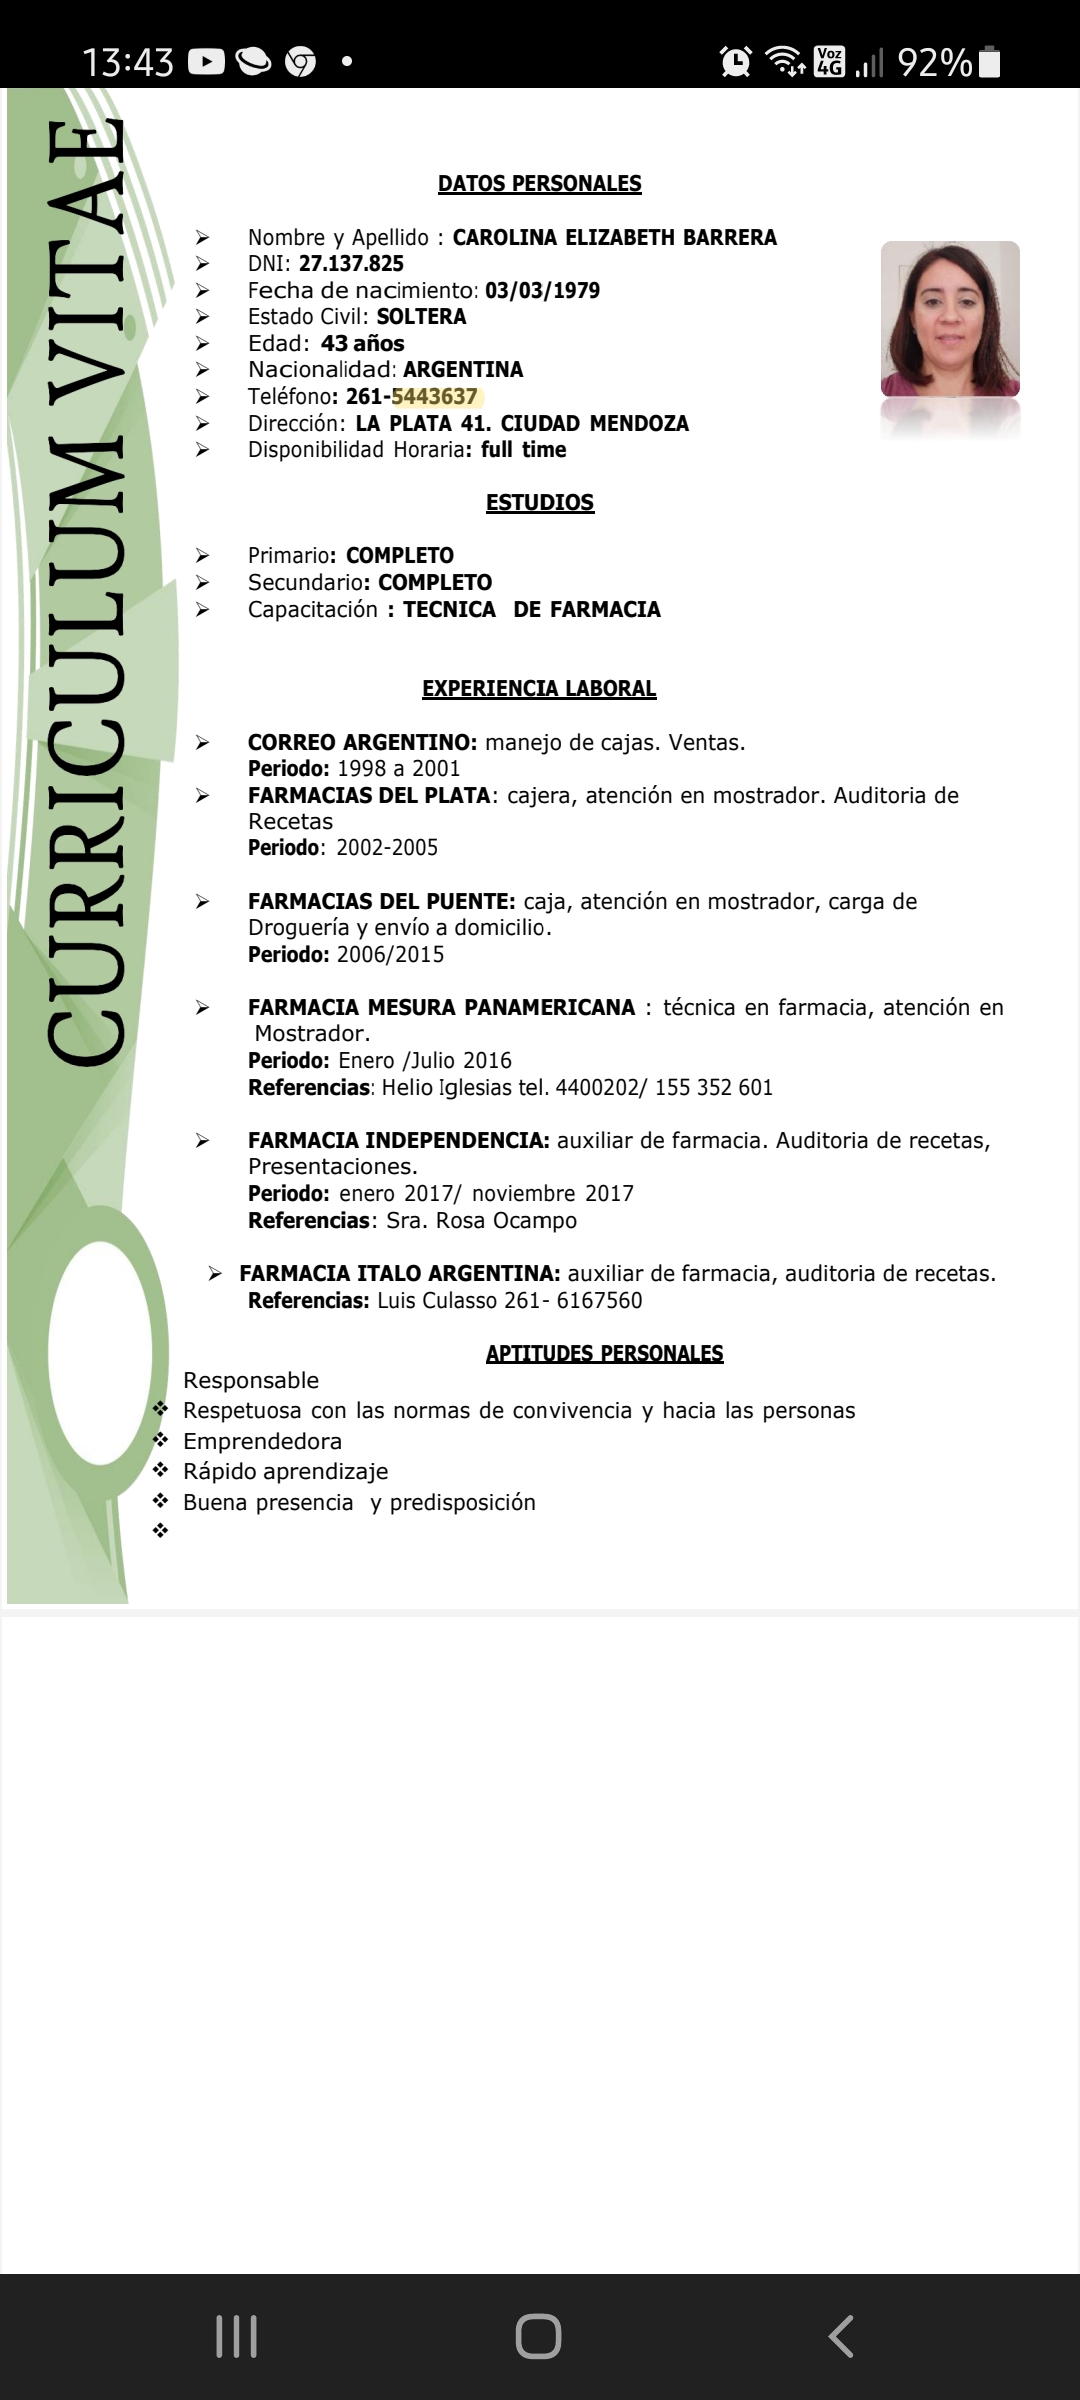 13:43
Voz 4G
92%
CURRICULUM VITAE
DATOS PERSONALES
Nombre y Apellido : CAROLINA ELIZABETH BARRERA
DNI: 27.137.825
Fecha de nacimiento: 03/03/1979
Estado Civil: SOLTERA
Edad: 43 años
Nacionalidad: ARGENTINA
Teléfono: 261-5443637
Dirección: LA PLATA 41. CIUDAD MENDOZA
Disponibilidad Horaria: full time
ESTUDIOS
Primario: COMPLETO
Secundario: COMPLETO
Capacitación : TECNICA DE FARMACIA
EXPERIENCIA LABORAL
CORREO ARGENTINO: manejo de cajas. Ventas.
Periodo: 1998 a 2001
FARMACIAS DEL PLATA: cajera, atención en mostrador. Auditoria de
Recetas
Periodo: 2002-2005
FARMACIAS DEL PUENTE: caja, atención en mostrador, carga de
Droguería y envío a domicilio.
Periodo: 2006/2015
FARMACIA MESURA PANAMERICANA : técnica en farmacia, atención en
Mostrador.
Periodo: Enero /Julio 2016
Referencias: Helio Iglesias tel. 4400202/ 155 352 601
FARMACIA INDEPENDENCIA: auxiliar de farmacia. Auditoria de recetas,
Presentaciones.
Periodo: enero 2017/ noviembre 2017
Referencias: Sra. Rosa Ocampo
FARMACIA ITALO ARGENTINA: auxiliar de farmacia, auditoria de recetas.
Referencias: Luis Culasso 261- 6167560
APTITUDES PERSONALES
Responsable
Respetuosa con las normas de convivencia y hacia las personas
Emprendedora
Rápido aprendizaje
Buena presencia y predisposición